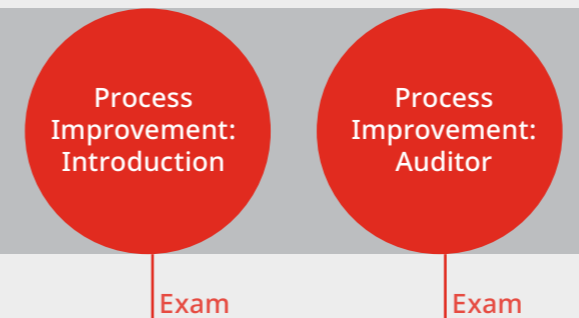 Process
Improvement:
Introduction
Process
Improvement:
Auditor
Exam
Exam